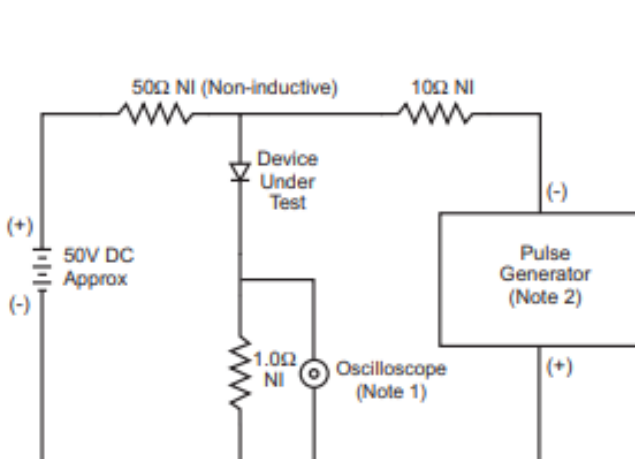 50Ω NI (Non-inductive)
10Ω NI
Device
Under
Test
(-)
(+)
50V DC
Approx
(-)
Pulse
Generator
(Note 2)
1.0Ω
NI
Oscilloscope
(Note 1)
(+)